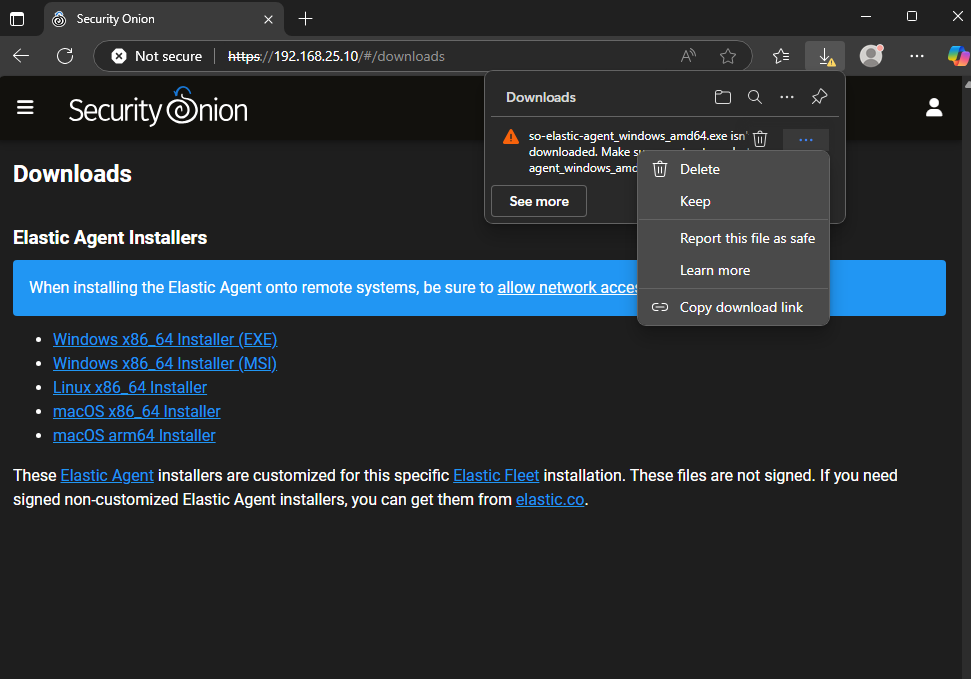 Security Onion
Not secure
https://192.168.25.10/#/downloads
Security Onion
Downloads
so-elastic-agent_windows_amd64.exe isn'
downloaded. Make
agent_windows_amd
See more
Delete
Keep
Report this file as safe
Learn more
Copy download link
Downloads
Elastic Agent Installers
When installing the Elastic Agent onto remote systems, be sure to allow network acces
Windows x86_64 Installer (EXE)
Windows x86_64 Installer (MSI)
Linux x86_64 Installer
macOS x86_64 Installer
macOS arm64 Installer
These Elastic Agent installers are customized for this specific Elastic Fleet installation. These files are not signed. If you need
signed non-customized Elastic Agent installers, you can get them from elastic.co.